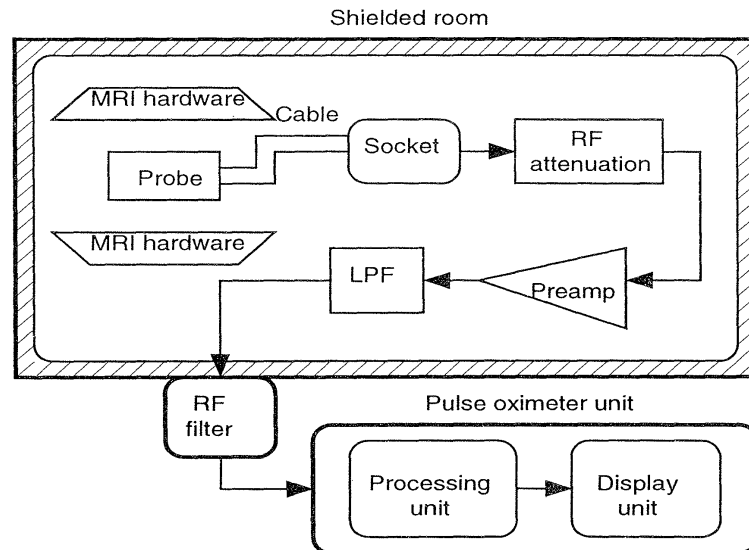 Shielded room
MRI hardware
Cable
Probe
Socket
RF
attenuation
MRI hardware
LPF
Preamp
RF
filter
Pulse oximeter unit
Processing
unit
Display
unit